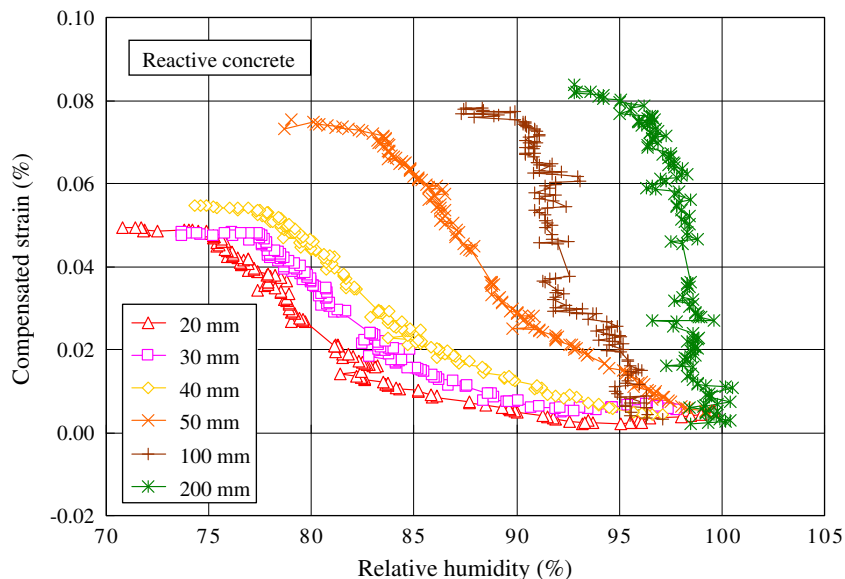 0.10
Reactive concrete
0.08
0.06
0.04
0.02
0.00
-0.02
Compensated strain (%)
20 mm
30 mm
40 mm
50 mm
100 mm
200 mm
70 75 80 85 90 95 100 105
Relative humidity (%)